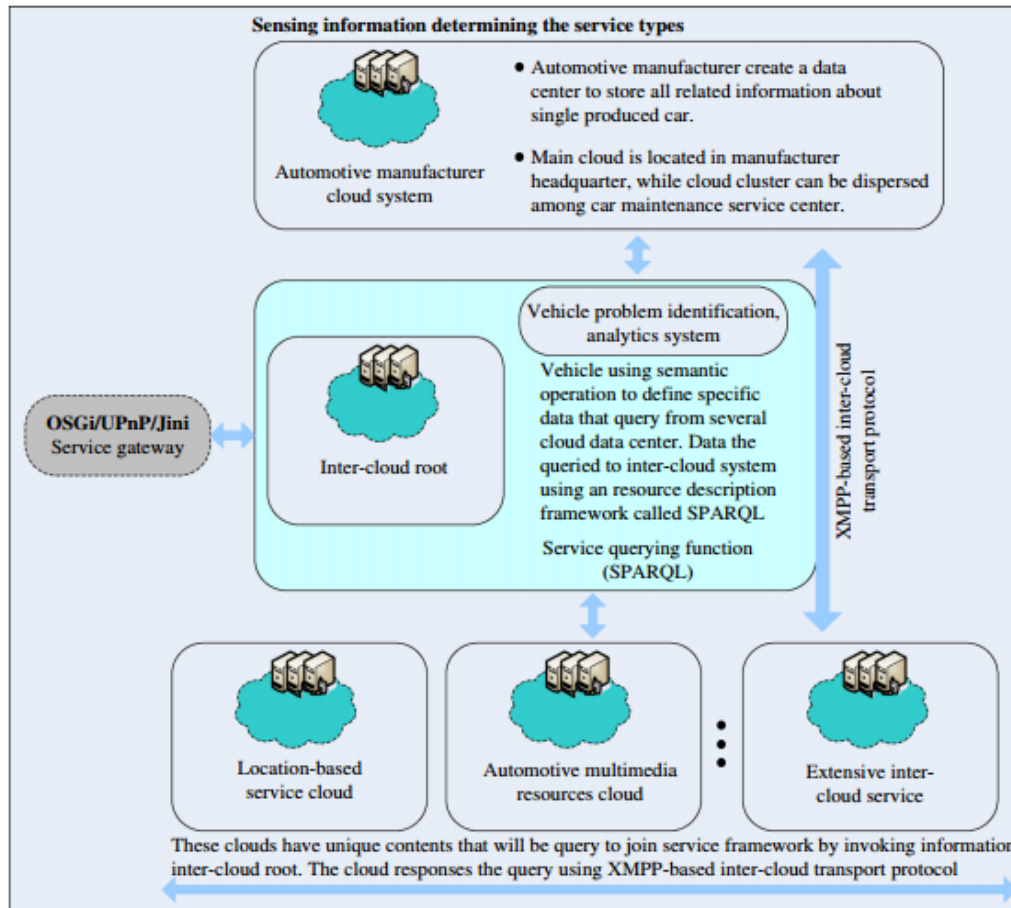 Sensing information determining the service types
Automotive manufacturer
cloud system
● Automotive manufacturer create a data
center to store all related information about
single produced car.
● Main cloud is located in manufacturer
headquarter, while cloud cluster can be dispersed
among car maintenance service center.
OSGi/UPnP/Jini
Service gateway
Inter-cloud root
Vehicle problem identification,
analytics system
Vehicle using semantic
operation to define specific
data that query from several
cloud data center. Data the
queried to inter-cloud system
using an resource description
framework called SPARQL
Service querying function
(SPARQL)
XMPP-based inter-cloud
transport protocol
Location-based
service cloud
Automotive multimedia
resources cloud
Extensive inter-
cloud service
These clouds have unique contents that will be query to join service framework by invoking information
inter-cloud root. The cloud responses the query using XMPP-based inter-cloud transport protocol